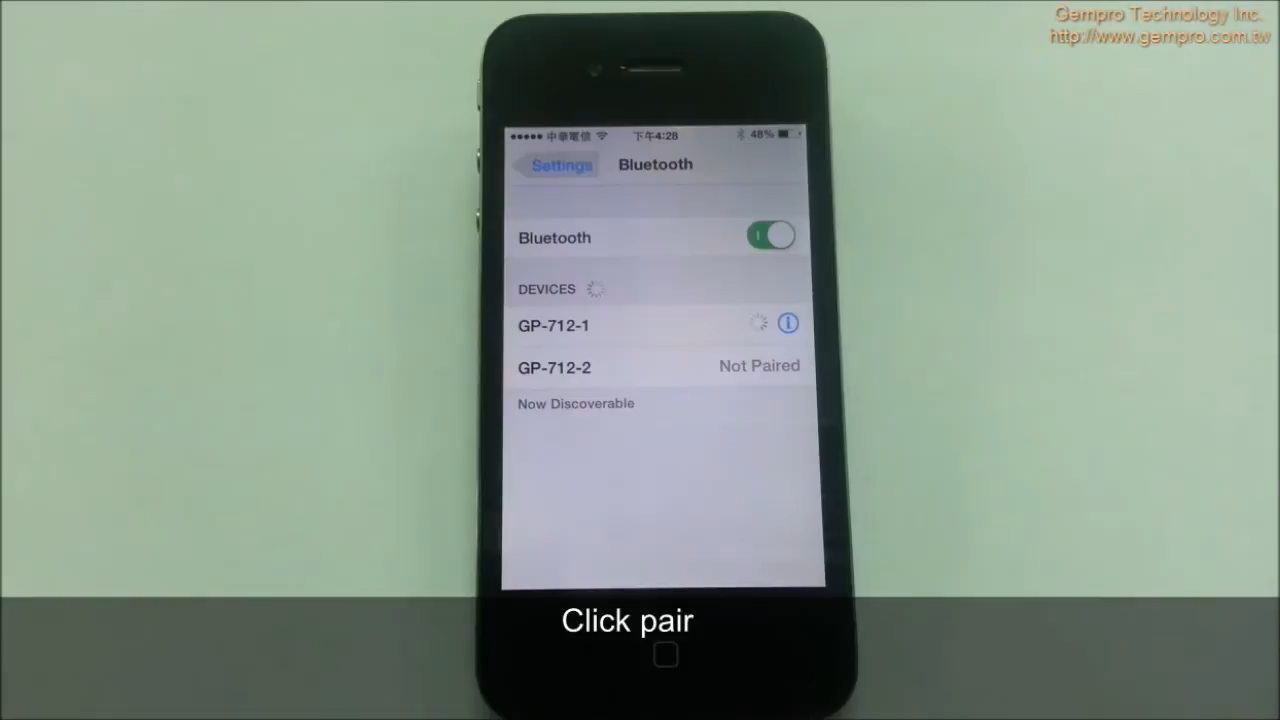 Gempro Technology Inc.
http://www.gempro.com.tw
中華電信 下午4:28 48%
Settings Bluetooth
Bluetooth
DEVICES
GP-712-1
GP-712-2 Not Paired
Now Discoverable
Click pair